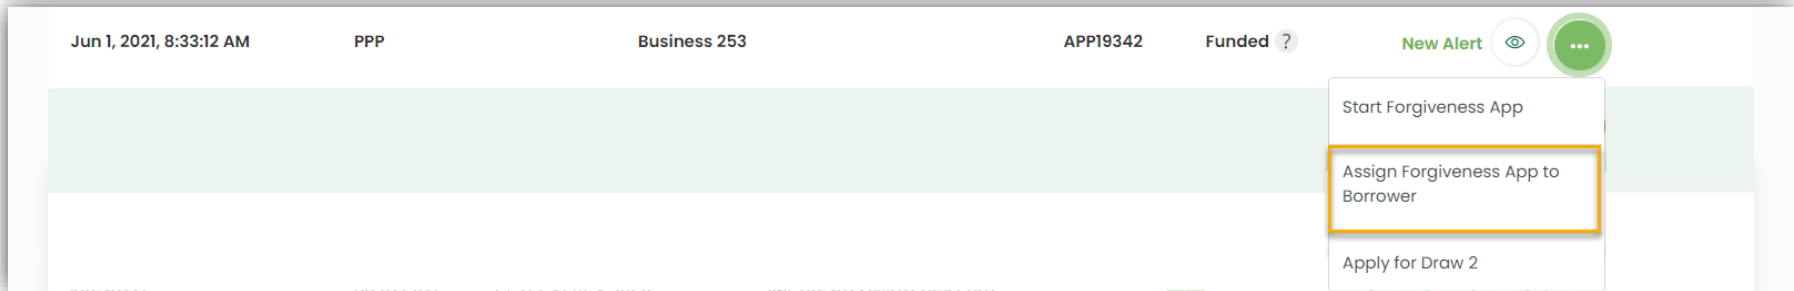 Jun 1, 2021, 8:33:12 AM PPP Business 253 APP19342 Funded ? New Alert
Start Forgiveness App
Assign Forgiveness App to
Borrower
Apply for Draw 2